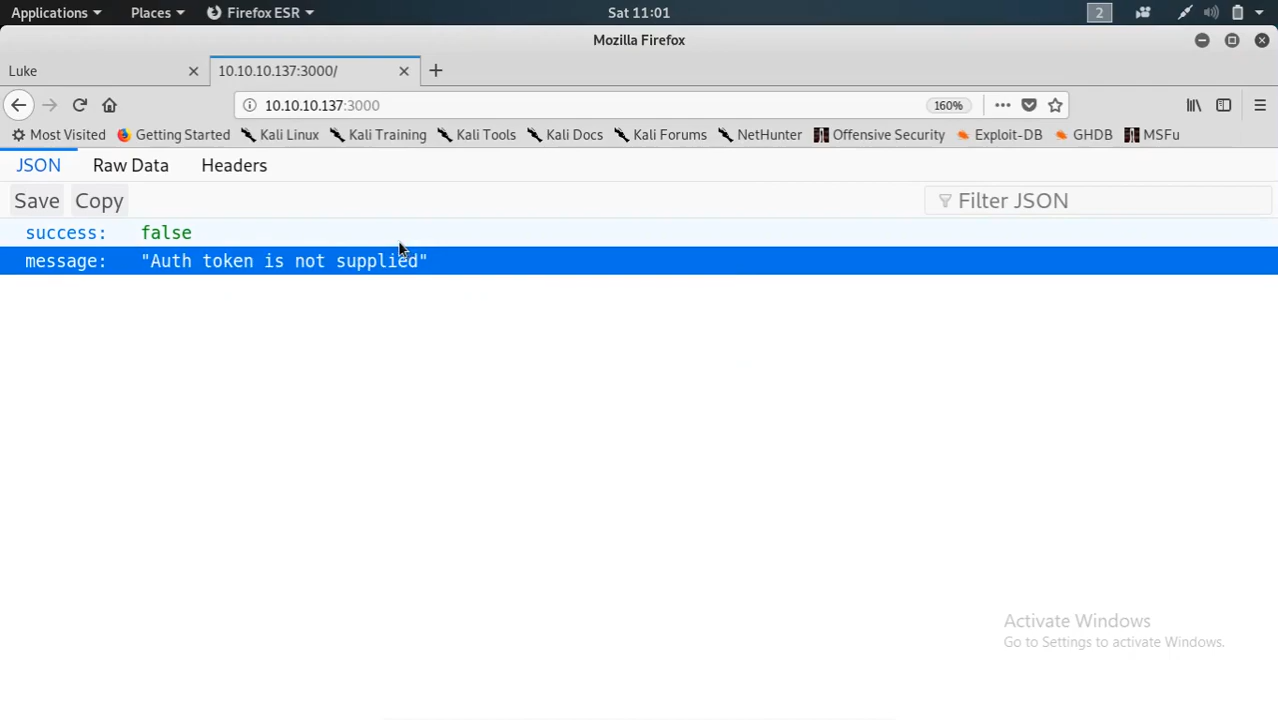 Applications Places Firefox ESR Sat 11:01 2
Mozilla Firefox
Luke 10.10.10.137:3000/
10.10.10.137:3000 160%
Most Visited Getting Started Kali Linux Kali Training Kali Tools Kali Docs Kali Forums NetHunter Offensive Security Exploit-DB GHDB MSFu
JSON Raw Data Headers
Save Copy Filter JSON
success: false
message: "Auth token is not supplied"
Activate Windows
Go to Settings to activate Windows.